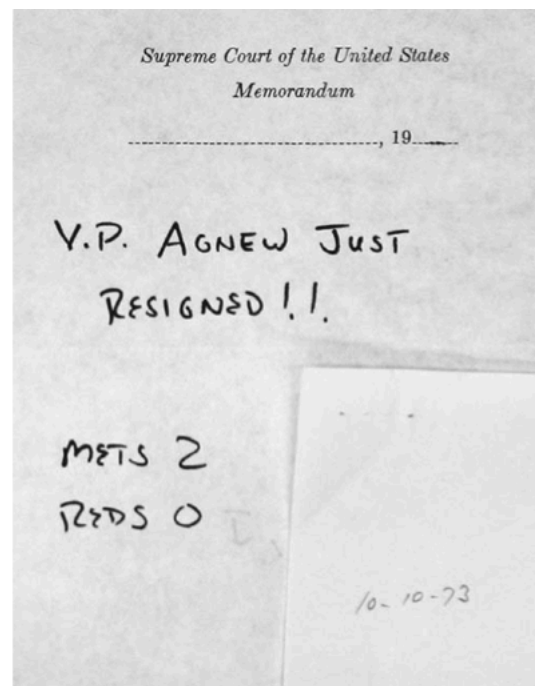 Supreme Court of the United States
Memorandum
, 19
V.P. AGNEW JUST
RESIGNED!!.
METS 2
REDS 0
10-10-73